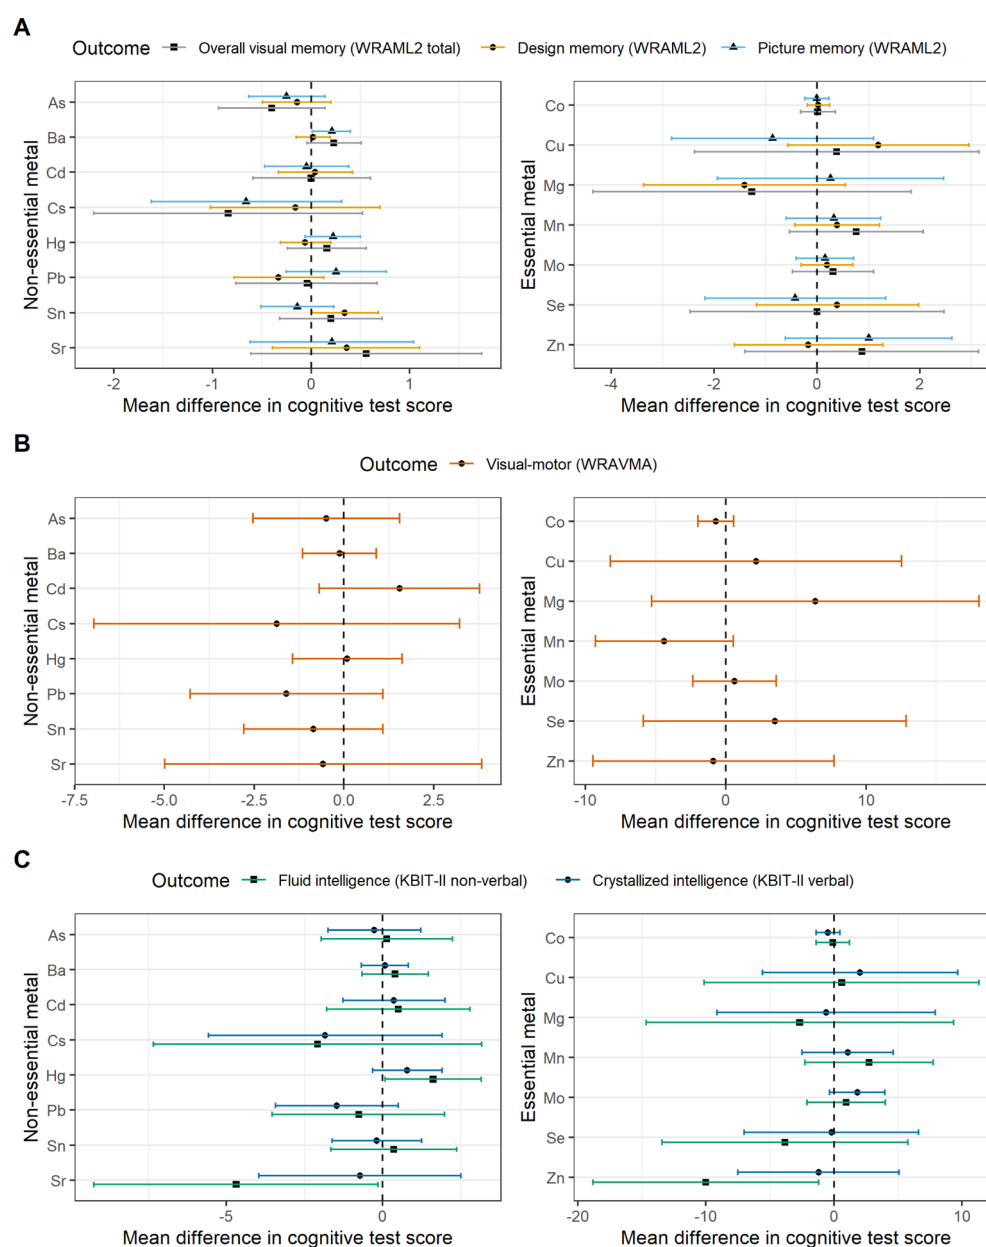 A
Outcome Overall visual memory (WRAML2 total) Design memory (WRAML2) Picture memory (WRAML2)
Non-essential metal
As
Ba
Cd
Cs
Hg
Pb
Sn
Sr
-2 -1 0 1
Mean difference in cognitive test score
Essential metal
Co
Cu
Mg
Mn
Mo
Se
Zn
-4 -2 0 2
Mean difference in cognitive test score
B
Outcome Visual-motor (WRAVMA)
Non-essential metal
As
Ba
Cd
Cs
Hg
Pb
Sn
Sr
-7.5 -5.0 -2.5 0.0 2.5
Mean difference in cognitive test score
Essential metal
Co
Cu
Mg
Mn
Mo
Se
Zn
-10 0 10
Mean difference in cognitive test score
C
Outcome Fluid intelligence (KBIT-II non-verbal) Crystallized intelligence (KBIT-II verbal)
Non-essential metal
As
Ba
Cd
Cs
Hg
Pb
Sn
Sr
-5 0
Mean difference in cognitive test score
Essential metal
Co
Cu
Mg
Mn
Mo
Se
Zn
-20 -10 0 10
Mean difference in cognitive test score